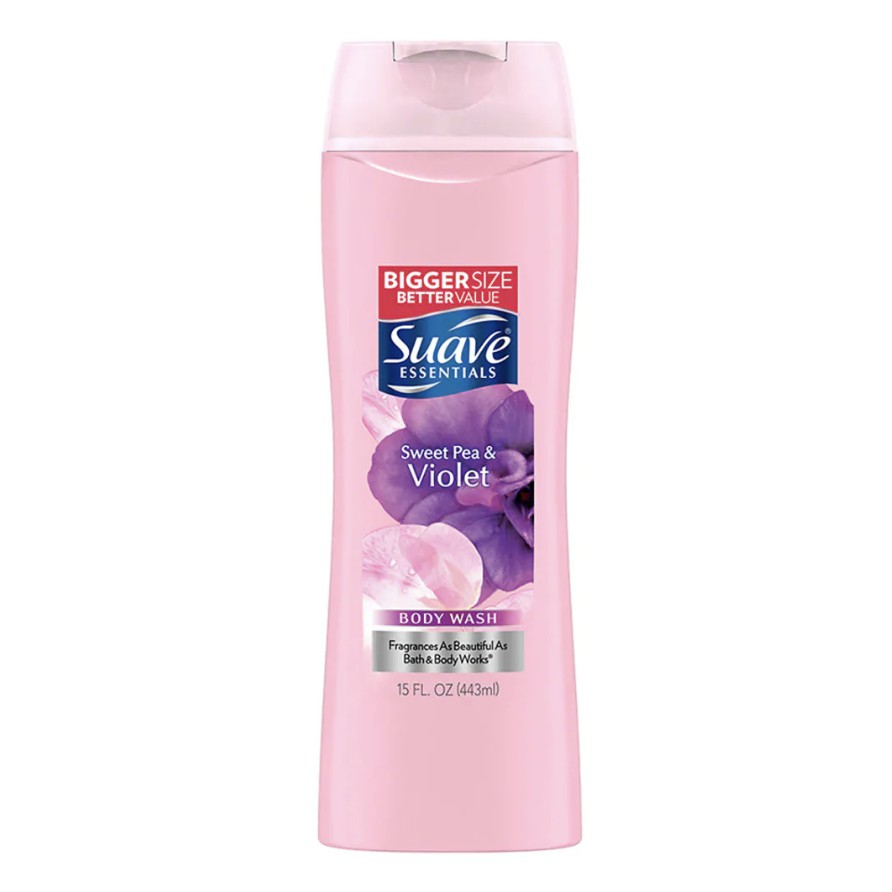 BIGGER SIZE
BETTER VALUE
Suave®
ESSENTIALS
Sweet Pea &
Violet
BODY WASH
Fragrances As Beautiful As
Bath & Body Works®
15 FL. OZ (443ml)